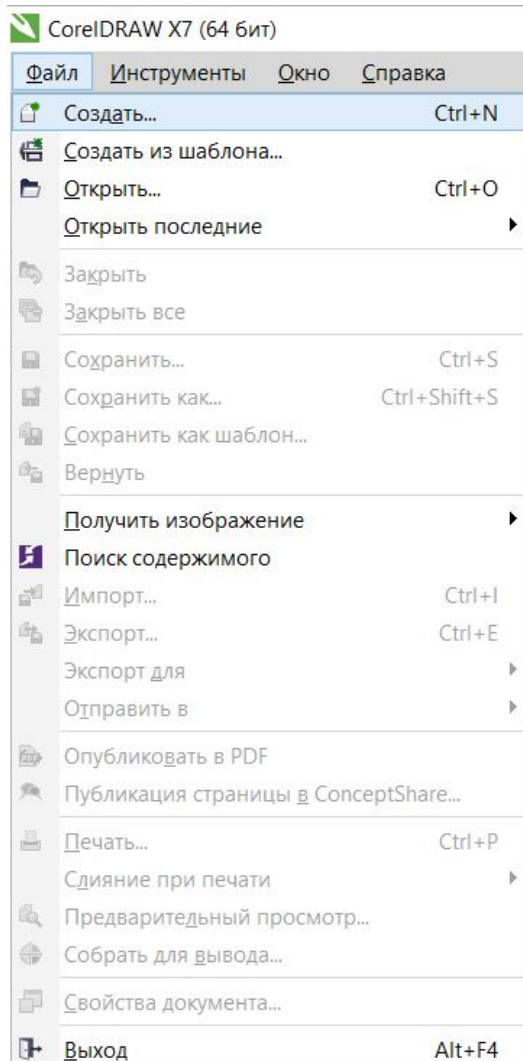 CorelDRAW X7 (64 бит)
Файл Инструменты Окно Справка
Создать... Ctrl+N
Создать из шаблона...
Открыть... Ctrl+O
Открыть последние
Закрыть
Закрыть все
Сохранить... Ctrl+S
Сохранить как... Ctrl+Shift+S
Сохранить как шаблон...
Вернуть
Получить изображение
Поиск содержимого
Импорт... Ctrl+I
Экспорт... Ctrl+E
Экспорт для
Отправить в
Опубликовать в PDF
Публикация страницы в ConceptShare...
Печать... Ctrl+P
Слияние при печати
Предварительный просмотр...
Собрать для вывода...
Свойства документа...
Выход Alt+F4